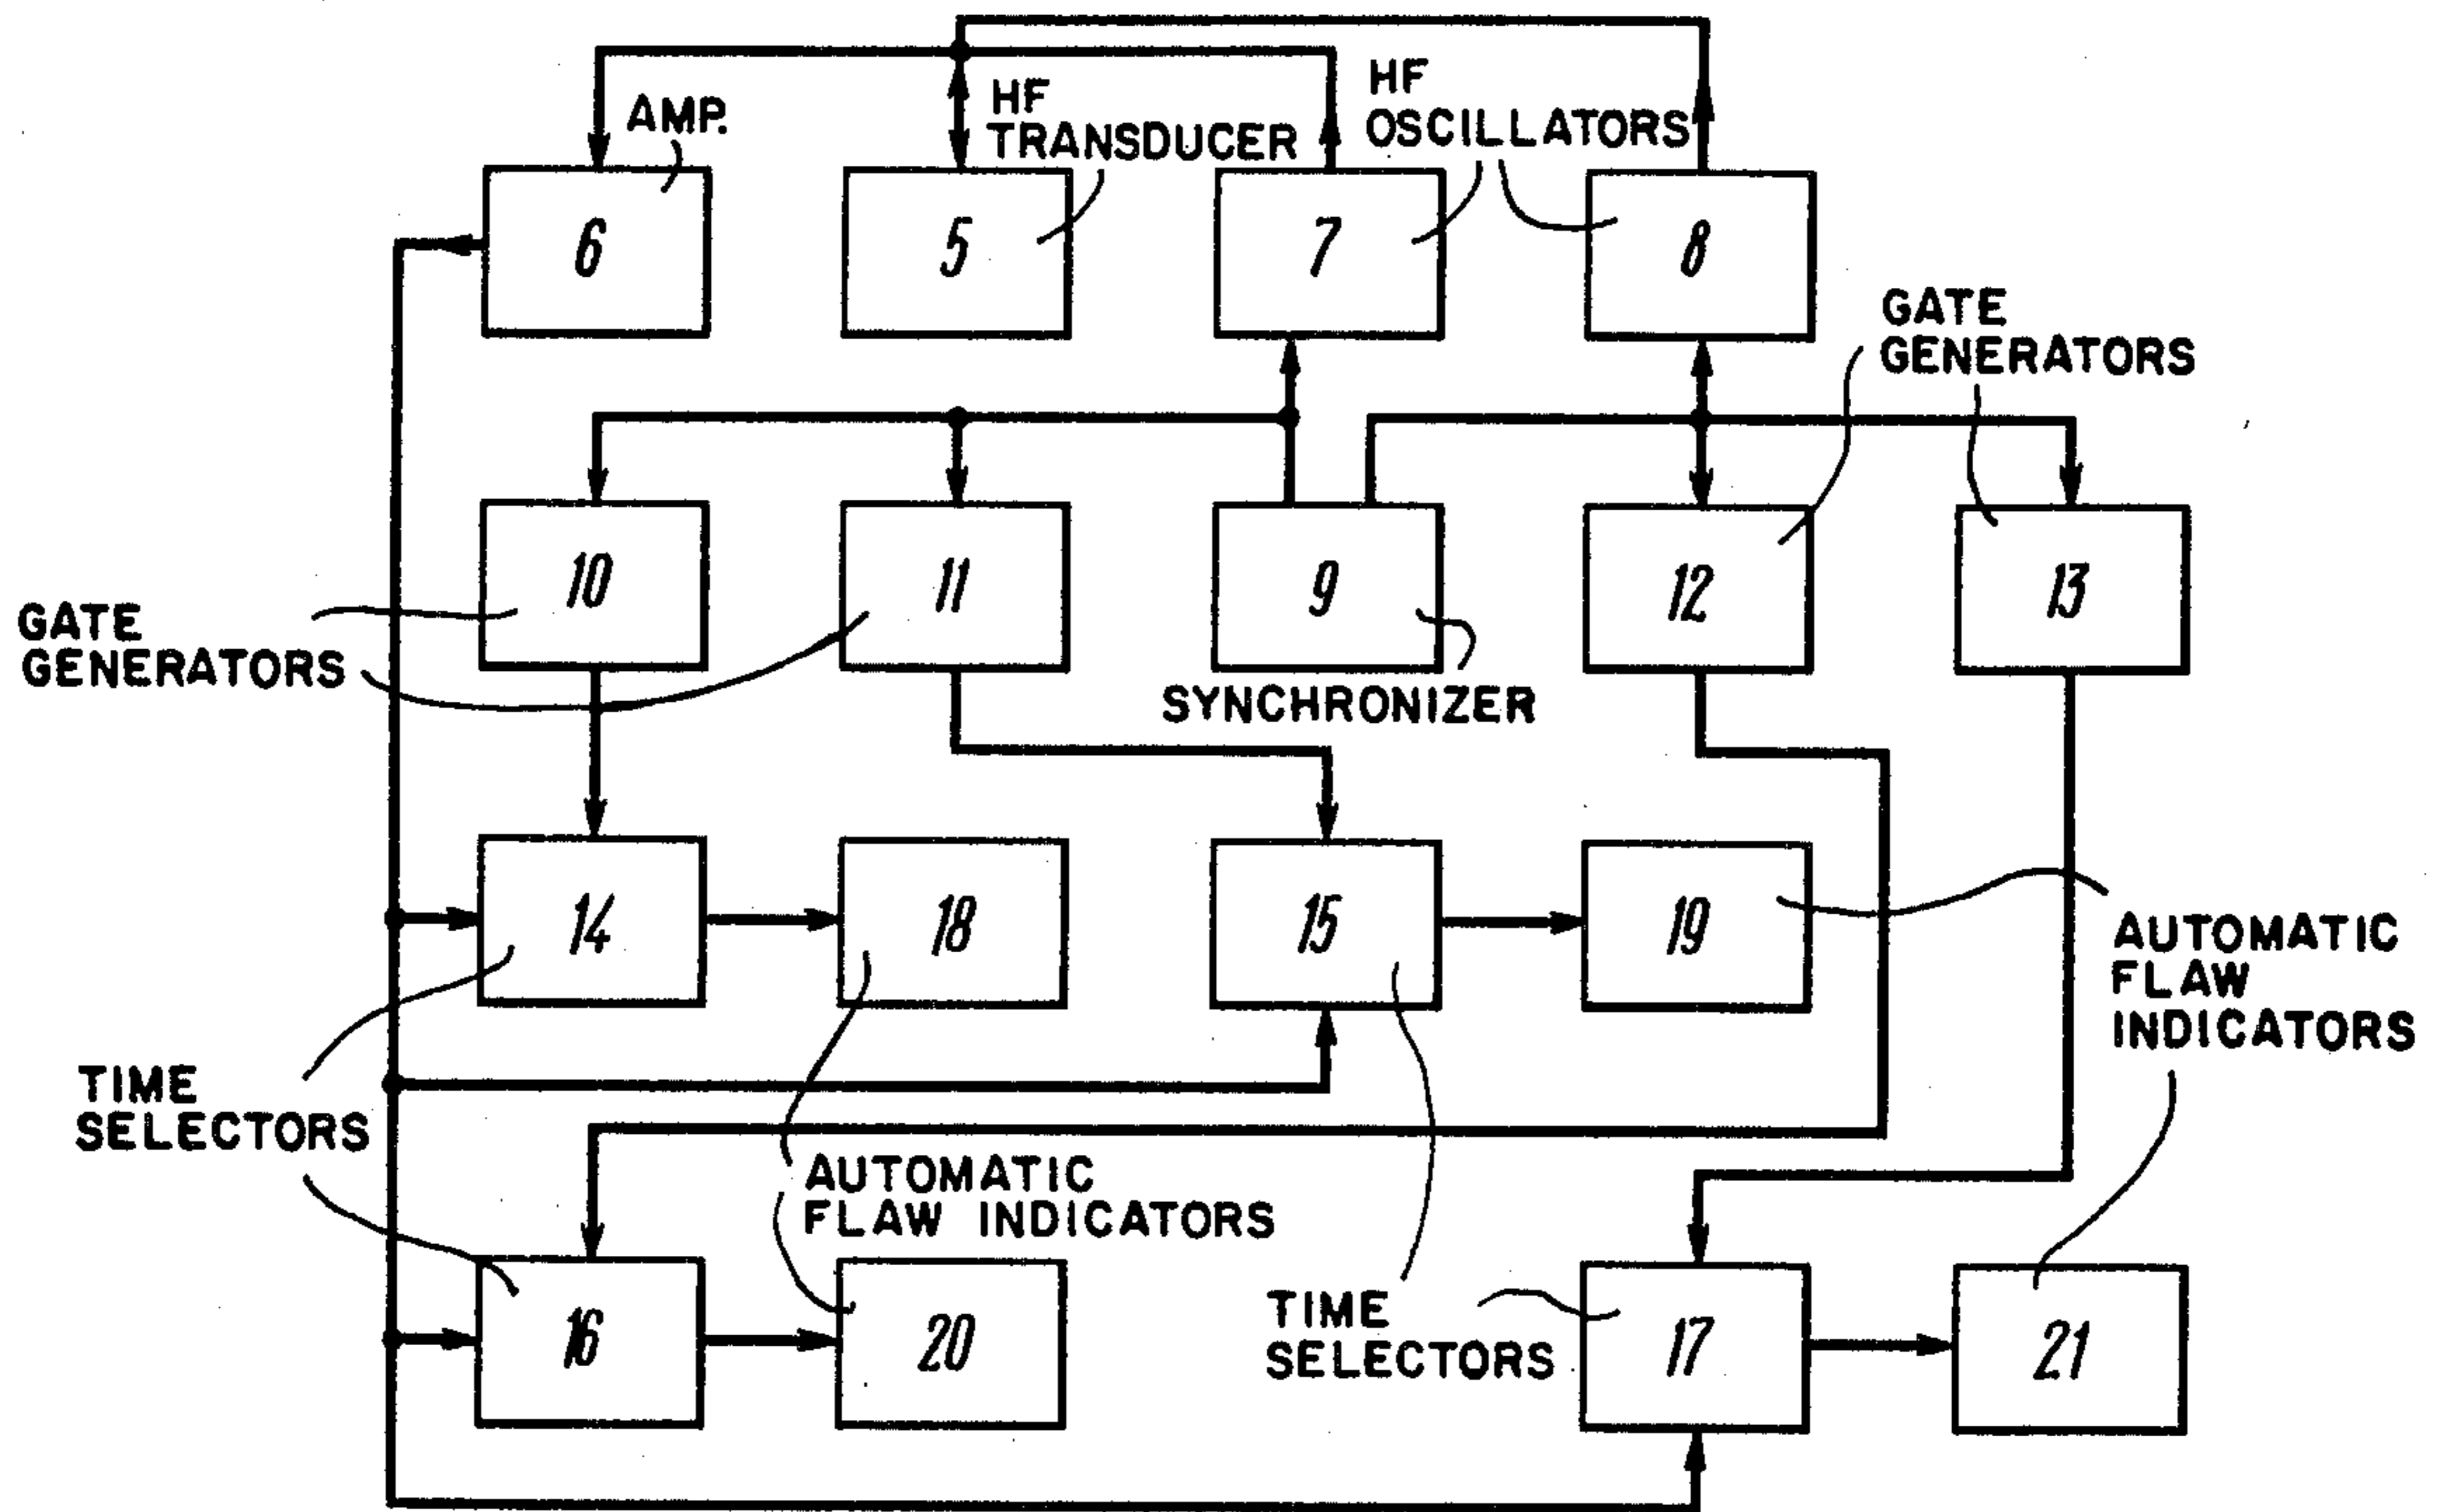 AMP.
HF
TRANSDUCER
HF
OSCILLATORS
6
5
7
8
GATE
GENERATORS
10
11
9
12
13
GATE
GENERATORS
SYNCHRONIZER
14
18
15
19
AUTOMATIC
FLAW
INDICATORS
TIME
SELECTORS
AUTOMATIC
FLAW INDICATORS
TIME
SELECTORS
16
20
17
21